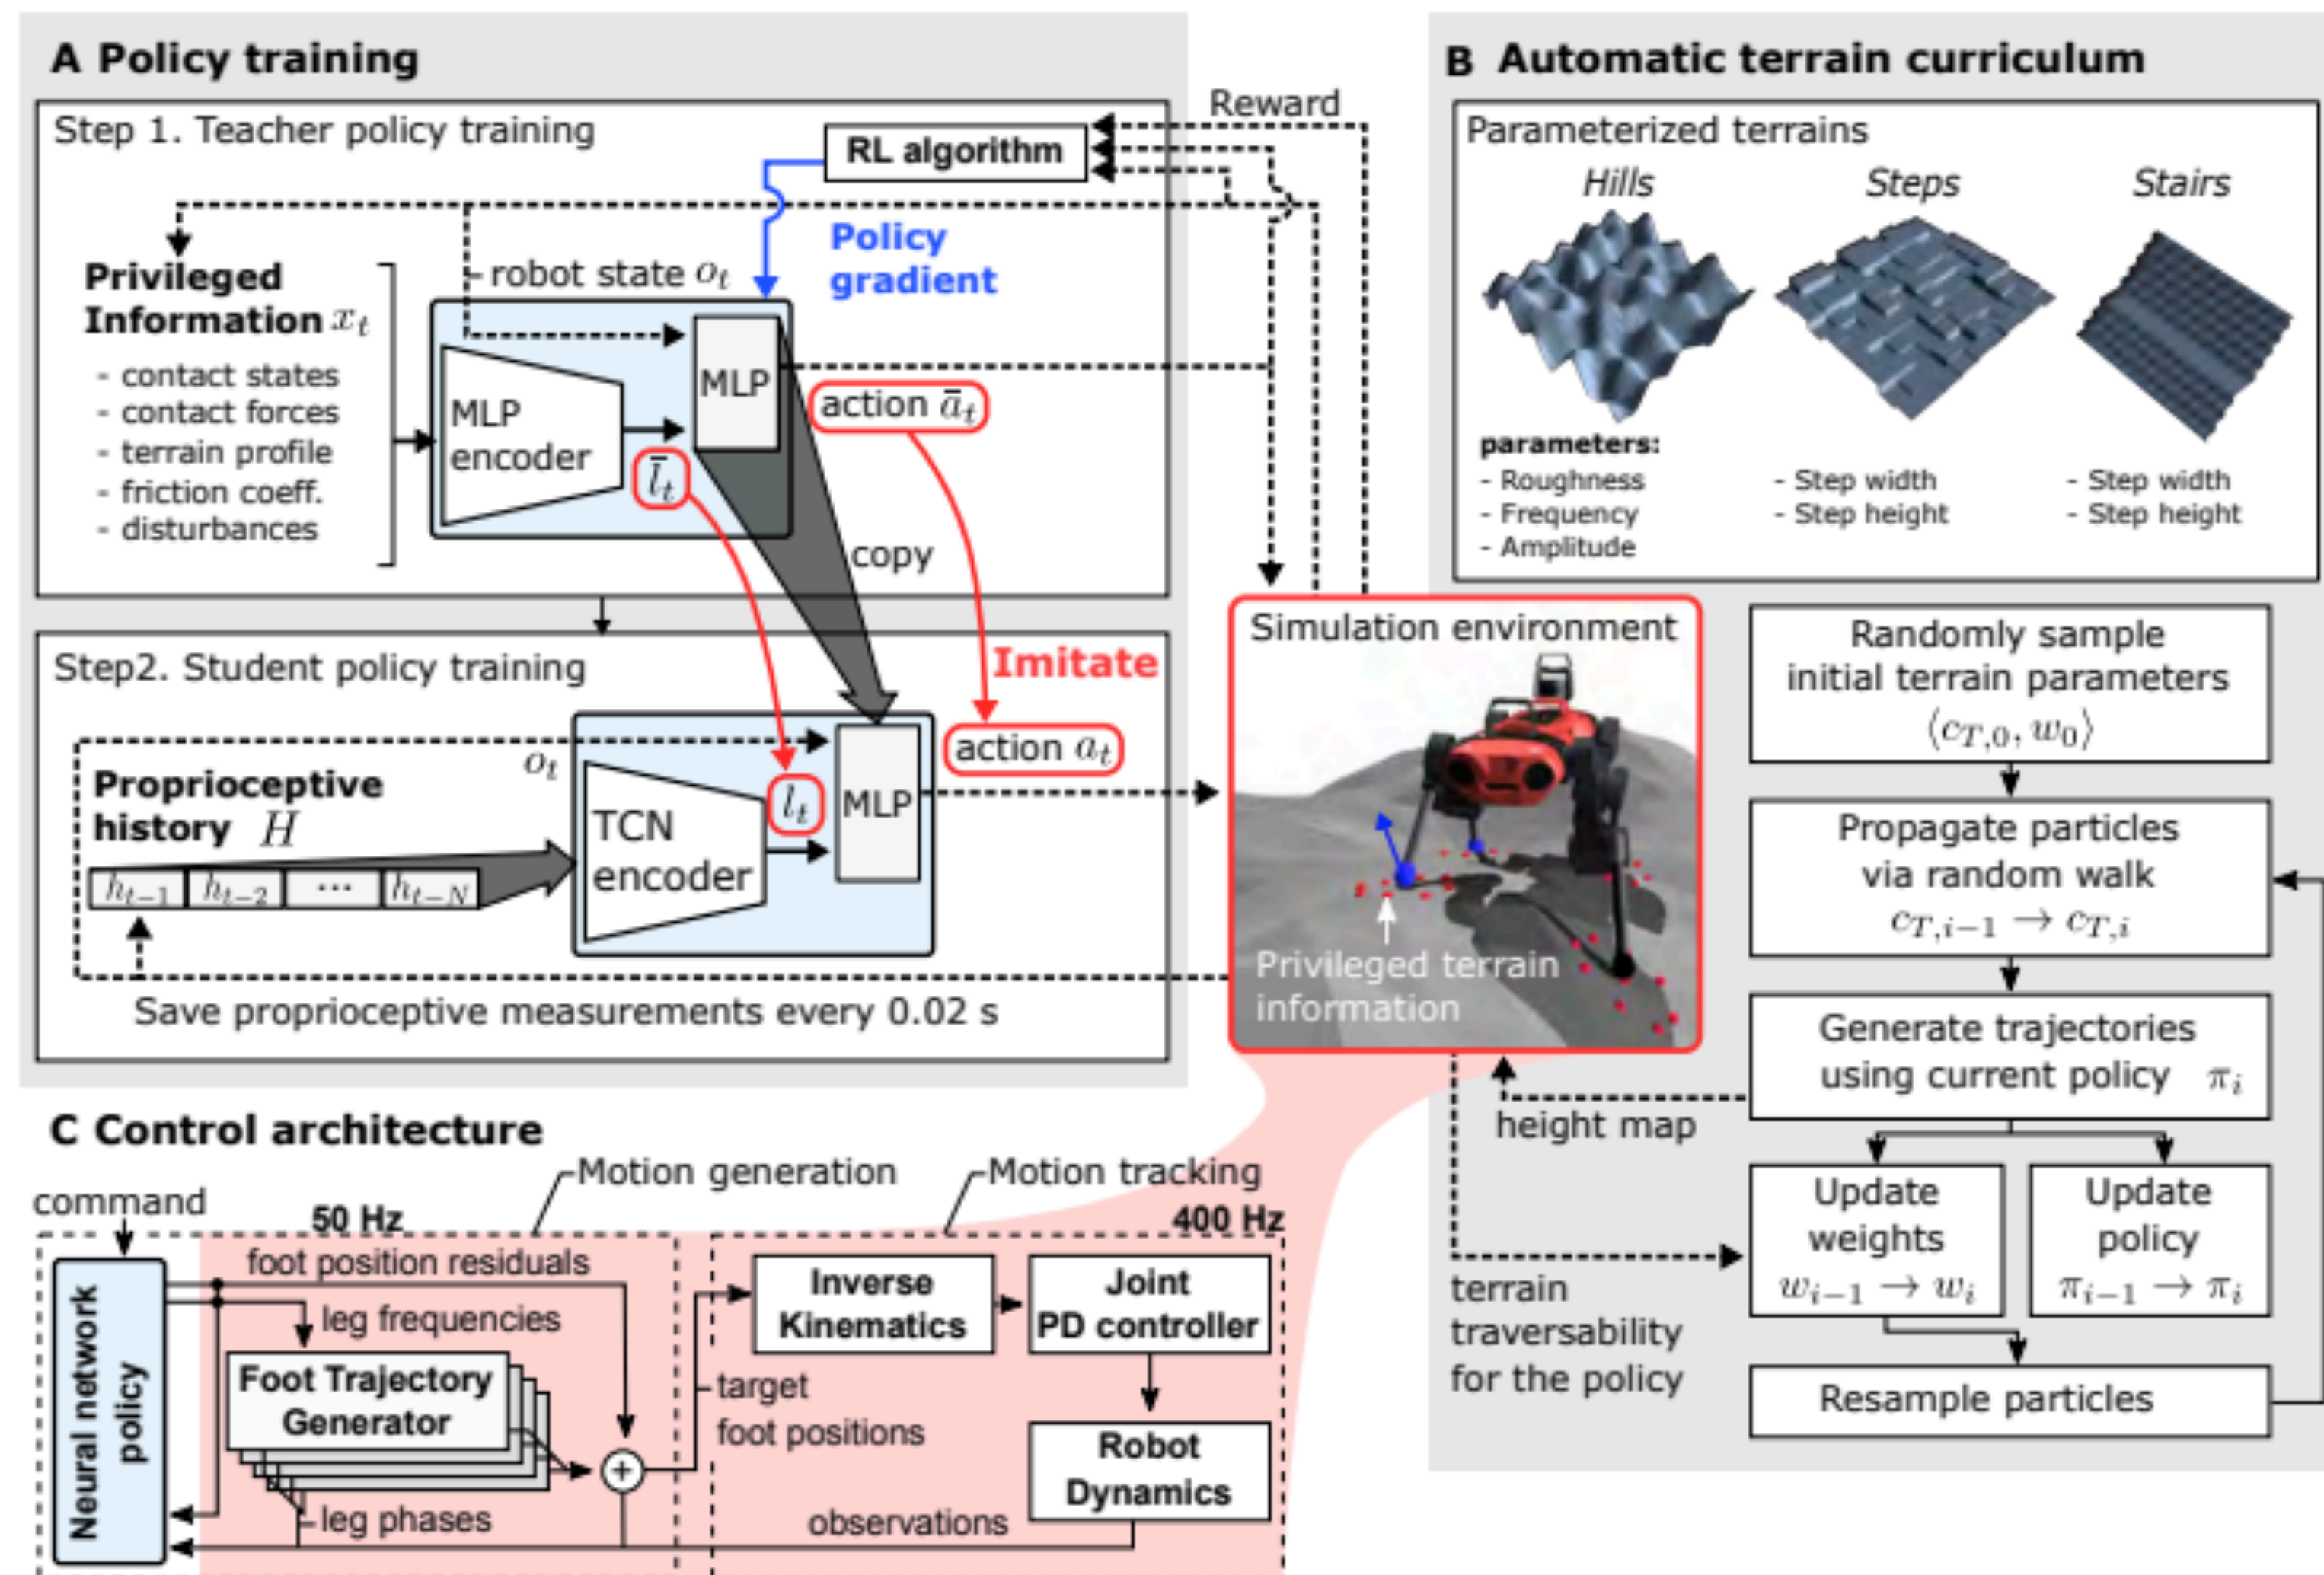 A Policy training
Step 1. Teacher policy training
Reward
RL algorithm
Policy
gradient
robot state o_t
Privileged
Information x_t
- contact states
- contact forces
- terrain profile
- friction coeff.
- disturbances
MLP
encoder
MLP
l̄_t
action ā_t
copy
Step2. Student policy training
Imitate
o_t
Proprioceptive
history H
h_{t-1} h_{t-2} ... h_{t-N}
TCN
encoder
l_t
MLP
action a_t
Save proprioceptive measurements every 0.02 s
Simulation environment
Privileged terrain
information
B Automatic terrain curriculum
Parameterized terrains
Hills Steps Stairs
parameters:
- Roughness
- Frequency
- Amplitude
- Step width
- Step height
- Step width
- Step height
Randomly sample
initial terrain parameters
⟨c_{T,0}, w_0⟩
Propagate particles
via random walk
c_{T,i-1} → c_{T,i}
Generate trajectories
using current policy π_i
height map
Update
weights
w_{i-1} → w_i
Update
policy
π_{i-1} → π_i
terrain
traversability
for the policy
Resample particles
C Control architecture
Motion generation
Motion tracking
command
50 Hz
400 Hz
Neural network
policy
foot position residuals
leg frequencies
Foot Trajectory
Generator
+
leg phases
target
foot positions
Inverse
Kinematics
Joint
PD controller
Robot
Dynamics
observations